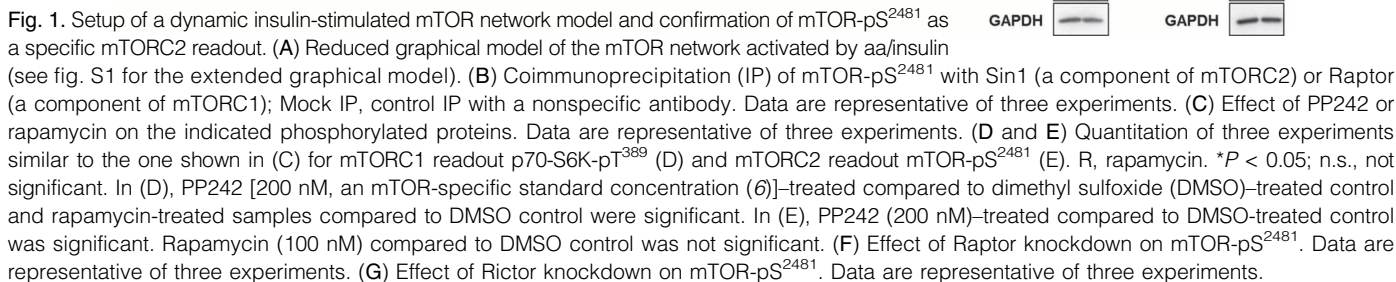 Fig. 1. Setup of a dynamic insulin-stimulated mTOR network model and confirmation of mTOR-pS2481 as
GAPDH GAPDH
a specific mTORC2 readout. (A) Reduced graphical model of the mTOR network activated by aa/insulin
(see fig. S1 for the extended graphical model). (B) Coimmunoprecipitation (IP) of mTOR-pS2481 with Sin1 (a component of mTORC2) or Raptor
(a component of mTORC1); Mock IP, control IP with a nonspecific antibody. Data are representative of three experiments. (C) Effect of PP242 or
rapamycin on the indicated phosphorylated proteins. Data are representative of three experiments. (D and E) Quantitation of three experiments
similar to the one shown in (C) for mTORC1 readout p70-S6K-pT389 (D) and mTORC2 readout mTOR-pS2481 (E). R, rapamycin. *P < 0.05; n.s., not
significant. In (D), PP242 [200 nM, an mTOR-specific standard concentration (6)]–treated compared to dimethyl sulfoxide (DMSO)–treated control
and rapamycin-treated samples compared to DMSO control were significant. In (E), PP242 (200 nM)–treated compared to DMSO-treated control
was significant. Rapamycin (100 nM) compared to DMSO control was not significant. (F) Effect of Raptor knockdown on mTOR-pS2481. Data are
representative of three experiments. (G) Effect of Rictor knockdown on mTOR-pS2481. Data are representative of three experiments.